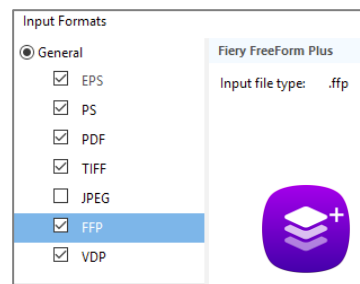 Input Formats
General
EPS
PS
PDF
TIFF
JPEG
FFP
VDP
Fiery FreeForm Plus
Input file type: .ffp